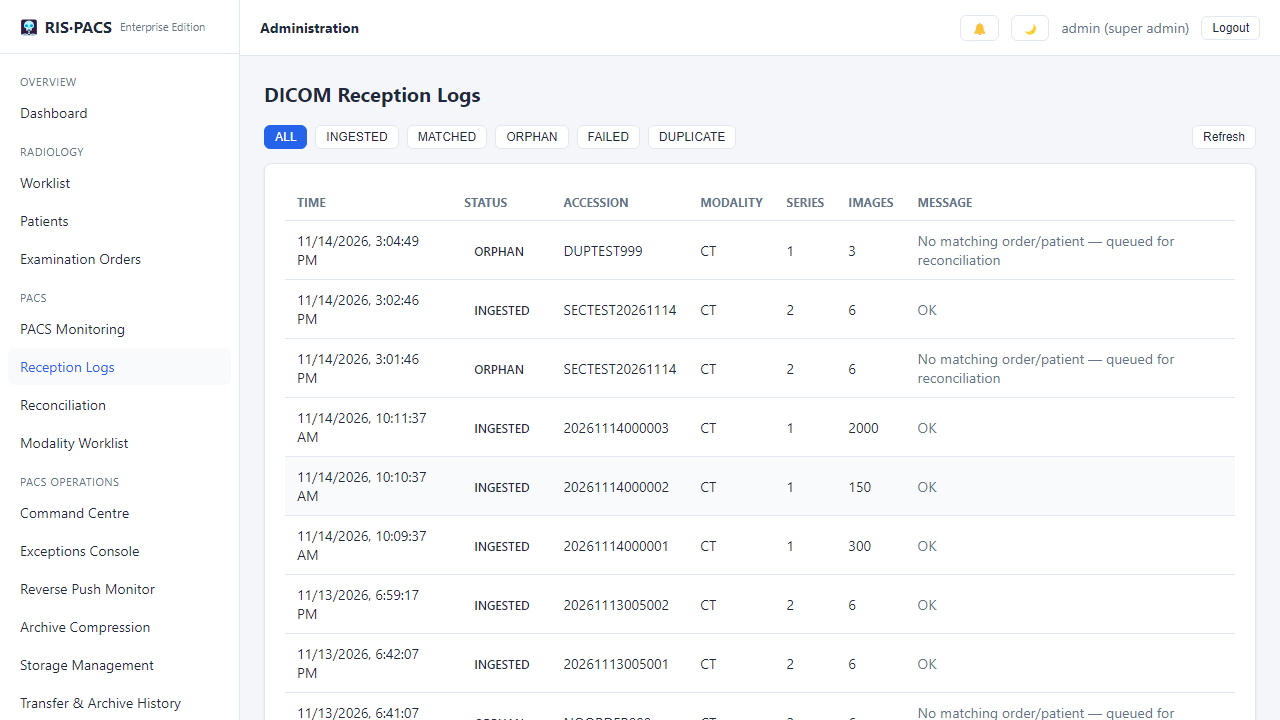 RIS·PACS Enterprise Edition
Administration
admin (super admin)
Logout
OVERVIEW
Dashboard
RADIOLOGY
Worklist
Patients
Examination Orders
PACS
PACS Monitoring
Reception Logs
Reconciliation
Modality Worklist
PACS OPERATIONS
Command Centre
Exceptions Console
Reverse Push Monitor
Archive Compression
Storage Management
Transfer & Archive History
DICOM Reception Logs
ALL INGESTED MATCHED ORPHAN FAILED DUPLICATE Refresh
TIME STATUS ACCESSION MODALITY SERIES IMAGES MESSAGE
11/14/2026, 3:04:49 PM ORPHAN DUPTEST999 CT 1 3 No matching order/patient — queued for reconciliation
11/14/2026, 3:02:46 PM INGESTED SECTEST20261114 CT 2 6 OK
11/14/2026, 3:01:46 PM ORPHAN SECTEST20261114 CT 2 6 No matching order/patient — queued for reconciliation
11/14/2026, 10:11:37 AM INGESTED 20261114000003 CT 1 2000 OK
11/14/2026, 10:10:37 AM INGESTED 20261114000002 CT 1 150 OK
11/14/2026, 10:09:37 AM INGESTED 20261114000001 CT 1 300 OK
11/13/2026, 6:59:17 PM INGESTED 20261113005002 CT 2 6 OK
11/13/2026, 6:42:07 PM INGESTED 20261113005001 CT 2 6 OK
11/13/2026, 6:41:07 No matching order/patient — queued for